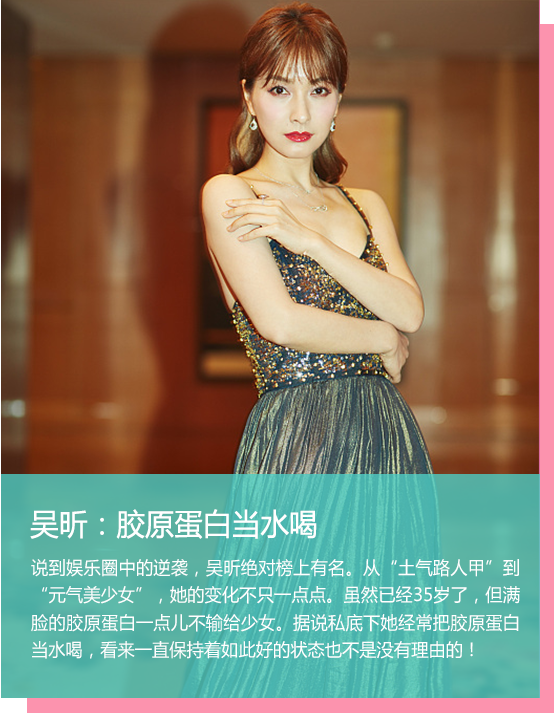 吴昕：胶原蛋白当水喝
说到娱乐圈中的逆袭，吴昕绝对榜上有名。从“土气路人甲”到
“元气美少女”，她的变化不只一点点。虽然已经35岁了，但满
脸的胶原蛋白一点儿不输给少女。据说私底下她经常把胶原蛋白
当水喝，看来一直保持着如此好的状态也不是没有理由的！